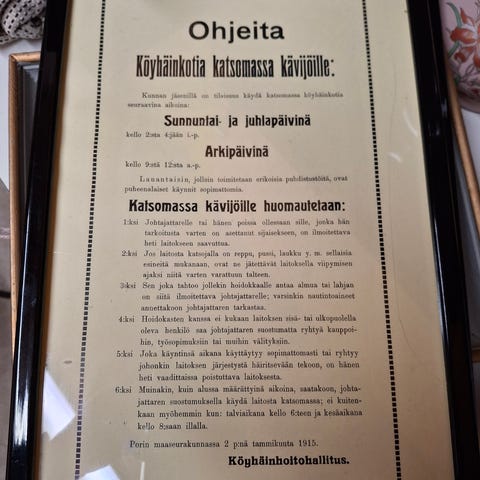 Ohjeita
Köyhäinkotia katsomassa kävijöille:
Kunnan jäsenillä on tilaisuus käydä katsomassa köyhäinkotia
seuraavina aikoina:
Sunnuntai- ja juhlapäivinä
kello 2:sta 4:jään i.-p.
Arkipäivinä
kello 9:stä 12:sta a.-p.
Lauantaisin, jolloin toimitetaan erikoisia puhdistustöitä, ovat
puheenalaiset käynnit sopimattomia.
Katsomassa kävijöille huomautetaan:
1:ksi Johtajattarelle tai hänen poissa ollessaan sille, jonka hän
tarkoitusta varten on asettanut sijaisekseen, on ilmoitettava
heti laitokseen saavuttua.
2:ksi Jos laitosta katsojalla on reppu, pussi, laukku y. m. sellaisia
esineitä mukanaan, ovat ne jätettävät laitoksella viipymisen
ajaksi niitä varten varattuun talteen.
3:ksi Sen joka tahtoo jollekin hoidokkaalle antaa almua tai lahjan
on siitä ilmoitettava johtajattarelle; varsinkin nautintoaineet
annettakoon johtajattaren tarkastaa.
4:ksi Hoidokasten kanssa ei kukaan laitoksen sisä- tai ulkopuolella
oleva henkilö saa johtajattaren suostumatta ryhtyä kauppoi-
hin, työsopimuksiin tai muihin välityksiin.
5:ksi Joka käyntinsä aikana käyttäytyy sopimattomasti tai ryhtyy
johonkin laitoksen järjestystä häiritsevään tekoon, on hänen
heti vaadittaissa poistuttava laitoksesta.
6:ksi Muinakin, kuin alussa määrättyinä aikoina, saatakoon, johta-
jattaren suostumuksella käydä laitosta katsomassa; ei kuiten-
kaan myöhemmin kun: talviaikana kello 6:teen ja kesäaikana
kello 8:saan illalla.
Porin maaseurakunnassa 2 p:nä tammikuuta 1915.
Köyhäinhoitohallitus.